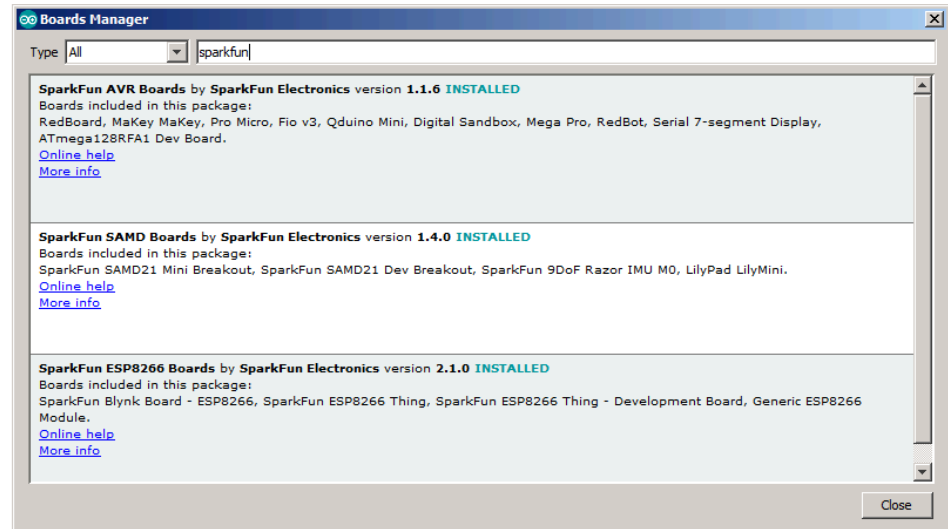 Boards Manager
Type All sparkfun
SparkFun AVR Boards by SparkFun Electronics version 1.1.6 INSTALLED
Boards included in this package:
RedBoard, MaKey MaKey, Pro Micro, Fio v3, Qduino Mini, Digital Sandbox, Mega Pro, RedBot, Serial 7-segment Display,
ATmega128RFA1 Dev Board.
Online help
More info
SparkFun SAMD Boards by SparkFun Electronics version 1.4.0 INSTALLED
Boards included in this package:
SparkFun SAMD21 Mini Breakout, SparkFun SAMD21 Dev Breakout, SparkFun 9DoF Razor IMU M0, LilyPad LilyMini.
Online help
More info
SparkFun ESP8266 Boards by SparkFun Electronics version 2.1.0 INSTALLED
Boards included in this package:
SparkFun Blynk Board - ESP8266, SparkFun ESP8266 Thing, SparkFun ESP8266 Thing - Development Board, Generic ESP8266
Module.
Online help
More info
Close